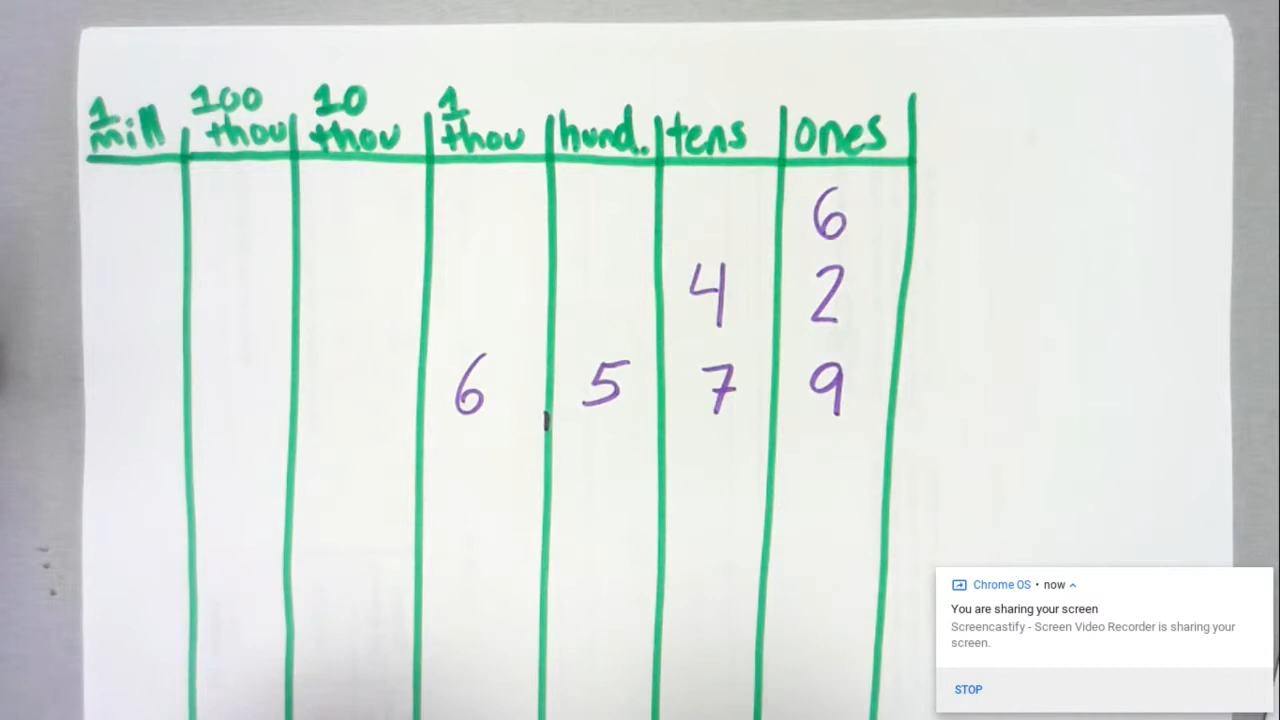 1 mill 100 thou 10 thou 1 thou hund. tens ones
6
4 2
6, 5 7 9
Chrome OS • now
You are sharing your screen
Screencastify - Screen Video Recorder is sharing your
screen.
STOP